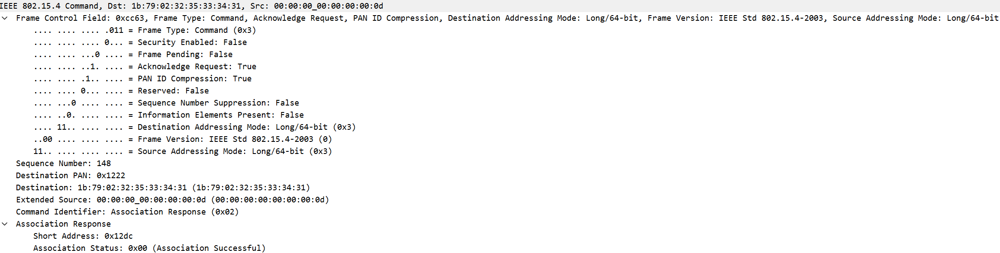 IEEE 802.15.4 Command, Dst: 1b:79:02:32:35:33:34:31, Src: 00:00:00_00:00:00:00:0d
Frame Control Field: 0xcc63, Frame Type: Command, Acknowledge Request, PAN ID Compression, Destination Addressing Mode: Long/64-bit, Frame Version: IEEE Std 802.15.4-2003, Source Addressing Mode: Long/64-bit
.... .... .... .011 = Frame Type: Command (0x3)
.... .... .... 0... = Security Enabled: False
.... .... ...0 .... = Frame Pending: False
.... .... ..1. .... = Acknowledge Request: True
.... .... .1.. .... = PAN ID Compression: True
.... .... 0... .... = Reserved: False
.... ...0 .... .... = Sequence Number Suppression: False
.... ..0. .... .... = Information Elements Present: False
.... 11.. .... .... = Destination Addressing Mode: Long/64-bit (0x3)
..00 .... .... .... = Frame Version: IEEE Std 802.15.4-2003 (0)
11.. .... .... .... = Source Addressing Mode: Long/64-bit (0x3)
Sequence Number: 148
Destination PAN: 0x1222
Destination: 1b:79:02:32:35:33:34:31 (1b:79:02:32:35:33:34:31)
Extended Source: 00:00:00_00:00:00:00:0d (00:00:00:00:00:00:00:0d)
Command Identifier: Association Response (0x02)
Association Response
Short Address: 0x12dc
Association Status: 0x00 (Association Successful)